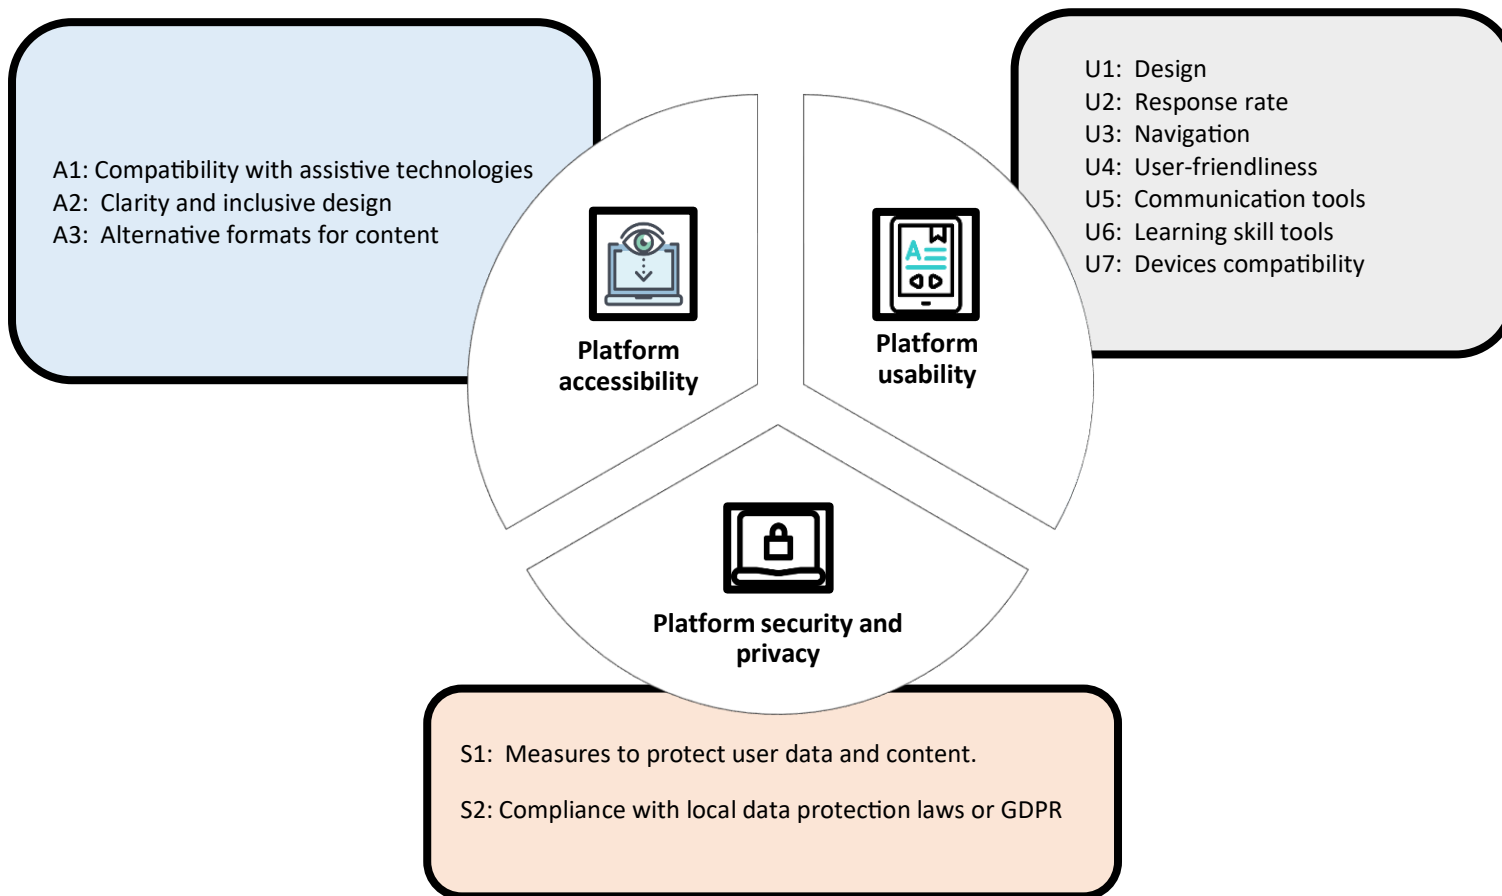 A1: Compatibility with assistive technologies
A2: Clarity and inclusive design
A3: Alternative formats for content
U1: Design
U2: Response rate
U3: Navigation
U4: User-friendliness
U5: Communication tools
U6: Learning skill tools
U7: Devices compatibility
Platform
accessibility
A
Platform
usability
Platform security and
privacy
S1: Measures to protect user data and content.
S2: Compliance with local data protection laws or GDPR